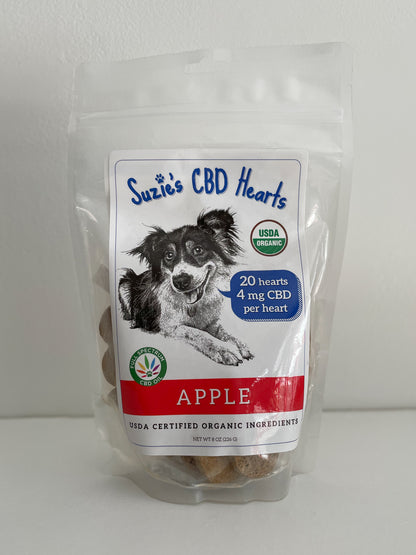 Suzie's CBD Hearts
USDA
ORGANIC
20 hearts
4 mg CBD
per heart
FULL SPECTRUM
CBD OIL
APPLE
USDA CERTIFIED ORGANIC INGREDIENTS
NET WT 8 OZ (226 G)